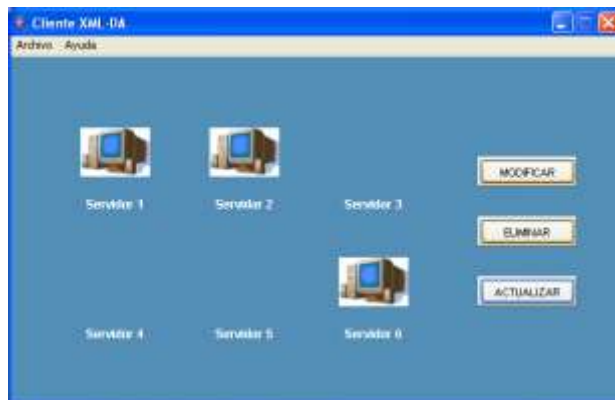 Cliente XML-DA
Archivo Ayuda
Servidor 1 Servidor 2 Servidor 3
MODIFICAR
ELIMINAR
ACTUALIZAR
Servidor 4 Servidor 5 Servidor 6